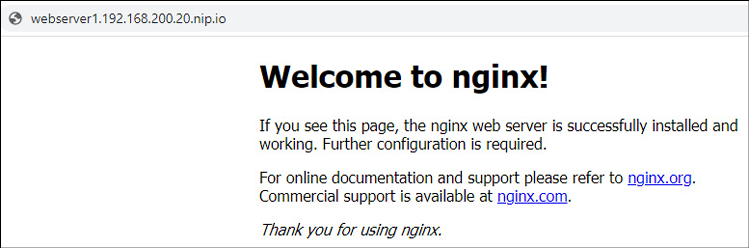 webserver1.192.168.200.20.nip.io
Welcome to nginx!
If you see this page, the nginx web server is successfully installed and
working. Further configuration is required.
For online documentation and support please refer to nginx.org.
Commercial support is available at nginx.com.
Thank you for using nginx.